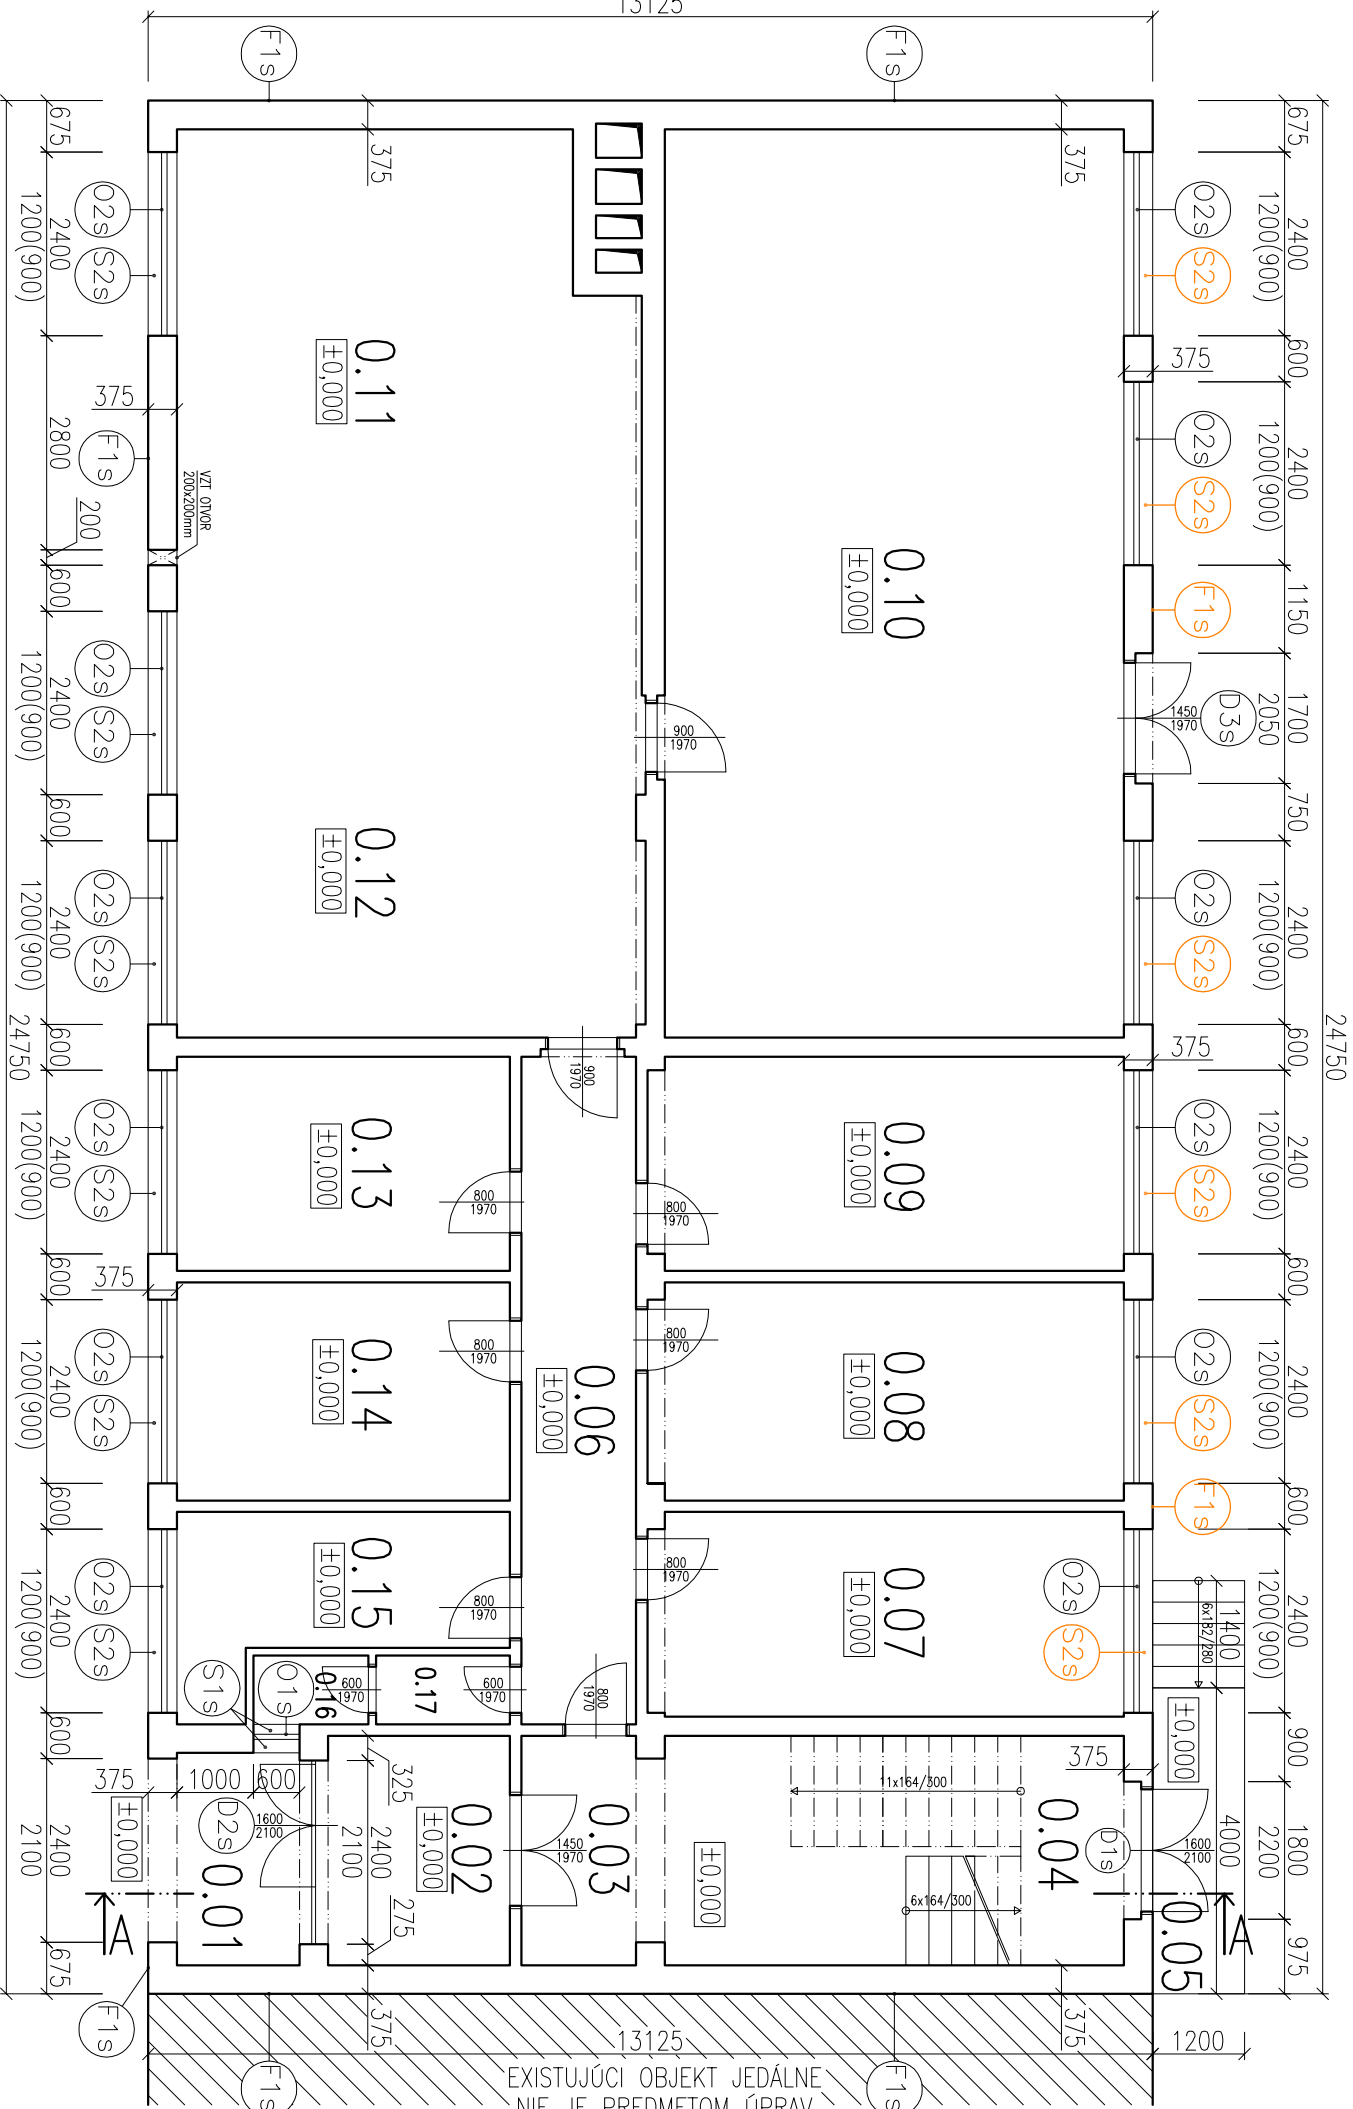 13125
F1s
F1s
675
2400
1200(900)
600
2400
1200(900)
1150
1700
2050
750
2400
1200(900)
600
2400
1200(900)
600
2400
1200(900)
600
2400
1200(900)
900
1800
2200
975
24750
O2s
S2s
O2s
S2s
F1s
D3s
1450
1970
O2s
S2s
O2s
S2s
O2s
S2s
F1s
O2s
S2s
1400
6x182/280
4000
±0,000
D1s
1600
2100
A
0.05
1200
375
375
375
375
375
375
0.10
±0,000
0.09
±0,000
0.08
±0,000
0.07
±0,000
0.04
11x164/300
6x164/300
±0,000
900
1970
800
1970
800
1970
800
1970
800
1970
900
1970
0.06
±0,000
0.03
1450
1970
0.11
±0,000
0.12
±0,000
0.13
±0,000
800
1970
0.14
±0,000
800
1970
0.15
±0,000
800
1970
0.16
600
1970
0.17
600
1970
O1s
S1s
0.02
±0,000
325
2400
2100
275
375
0.01
D2s
1600
2100
1000
600
375
±0,000
A
375
VZT OTVOR
200x200mm
375
F1s
O2s
S2s
O2s
S2s
O2s
S2s
O2s
S2s
O2s
S2s
O2s
S2s
F1s
675
2400
1200(900)
2800
200
600
2400
1200(900)
600
2400
1200(900)
600
2400
1200(900)
600
2400
1200(900)
600
2400
1200(900)
600
2400
2100
675
24750
13125
F1s
F1s
EXISTUJÚCI OBJEKT JEDÁLNE
NIE JE PREDMETOM ÚPRAV